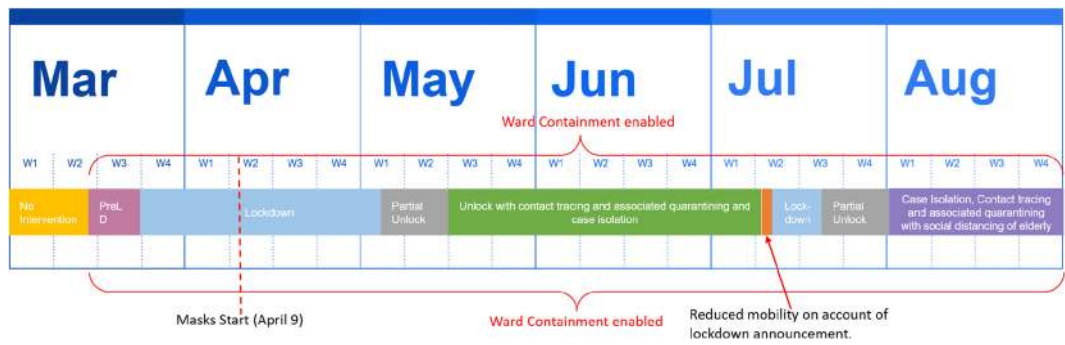 Mar Apr May Jun Jul Aug
Ward Containment enabled
W1 W2 W3 W4 W1 W2 W3 W4 W1 W2 W3 W4 W1 W2 W3 W4 W1 W2 W3 W4 W1 W2 W3 W4
No
Intervention
PreL
D
Lockdown
Partial
Unlock
Unlock with contact tracing and associated quarantining and
case isolation
Lock-
down
Partial
Unlock
Case Isolation, Contact tracing
and associated quarantining
with social distancing of elderly
Masks Start (April 9)
Ward Containment enabled
Reduced mobility on account of
lockdown announcement.